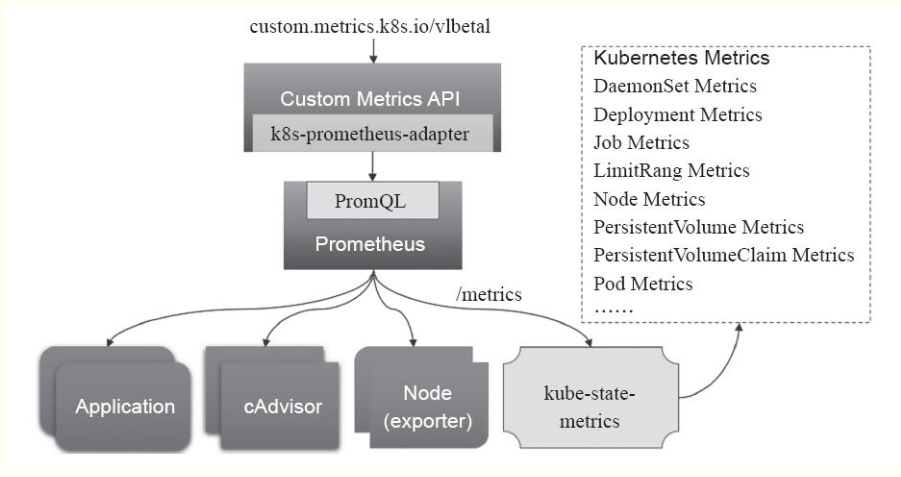 custom.metrics.k8s.io/vlbetal
Custom Metrics API
k8s-prometheus-adapter
PromQL
Prometheus
/metrics
Application
cAdvisor
Node
(exporter)
kube-state-
metrics
Kubernetes Metrics
DaemonSet Metrics
Deployment Metrics
Job Metrics
LimitRang Metrics
Node Metrics
PersistentVolume Metrics
PersistentVolumeClaim Metrics
Pod Metrics
……